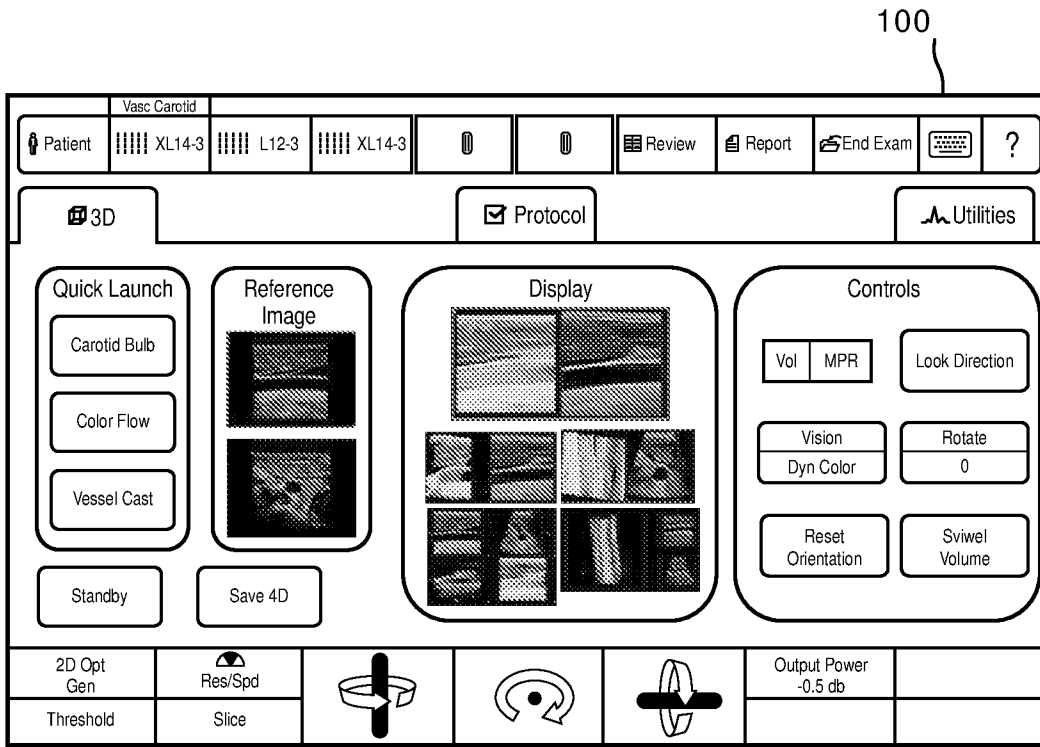 100
Vasc Carotid
Patient
XL14-3
L12-3
XL14-3
Review
Report
End Exam
?
3D
Protocol
Utilities
Quick Launch
Carotid Bulb
Color Flow
Vessel Cast
Reference
Image
Display
Controls
Vol
MPR
Look Direction
Vision
Dyn Color
Rotate
0
Reset
Orientation
Sviwel
Volume
Standby
Save 4D
2D Opt
Gen
Res/Spd
Output Power
-0.5 db
Threshold
Slice